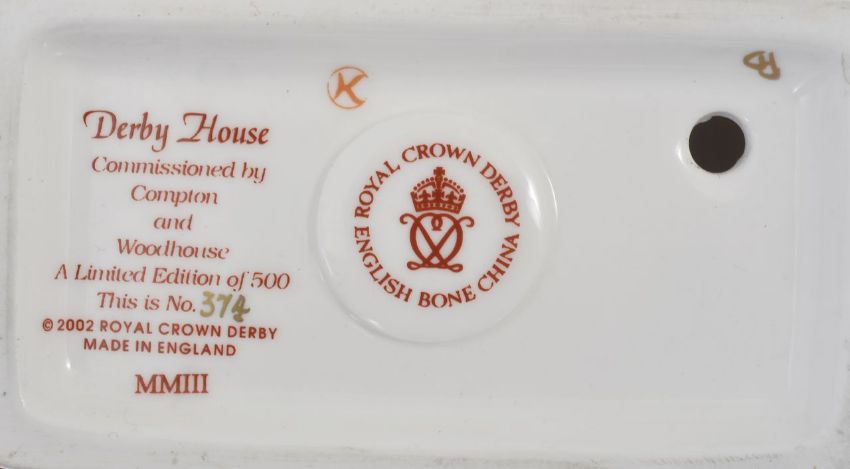 Derby House
Commissioned by
Compton
and
Woodhouse
A Limited Edition of 500
This is No. 374
© 2002 ROYAL CROWN DERBY
MADE IN ENGLAND
MMIII
K
ROYAL CROWN DERBY
ENGLISH BONE CHINA